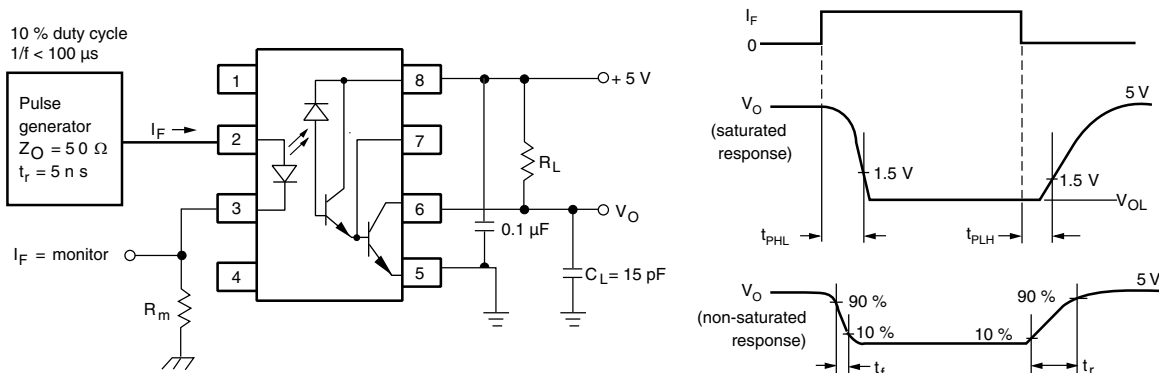 10 % duty cycle
1/f < 100 µs
Pulse
generator
Z_O = 50 Ω
t_r = 5 n s
I_F
I_F = monitor
R_m
1
2
3
4
8
7
6
5
+ 5 V
R_L
V_O
0.1 µF
C_L = 15 pF
I_F
0
V_O
(saturated
response)
5 V
1.5 V
1.5 V
V_OL
t_PHL
t_PLH
V_O
(non-saturated
response)
90 %
10 %
10 %
90 %
5 V
t_f
t_r